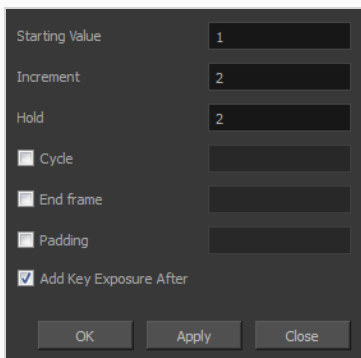 Starting Value 1
Increment 2
Hold 2
Cycle
End frame
Padding
Add Key Exposure After
OK Apply Close